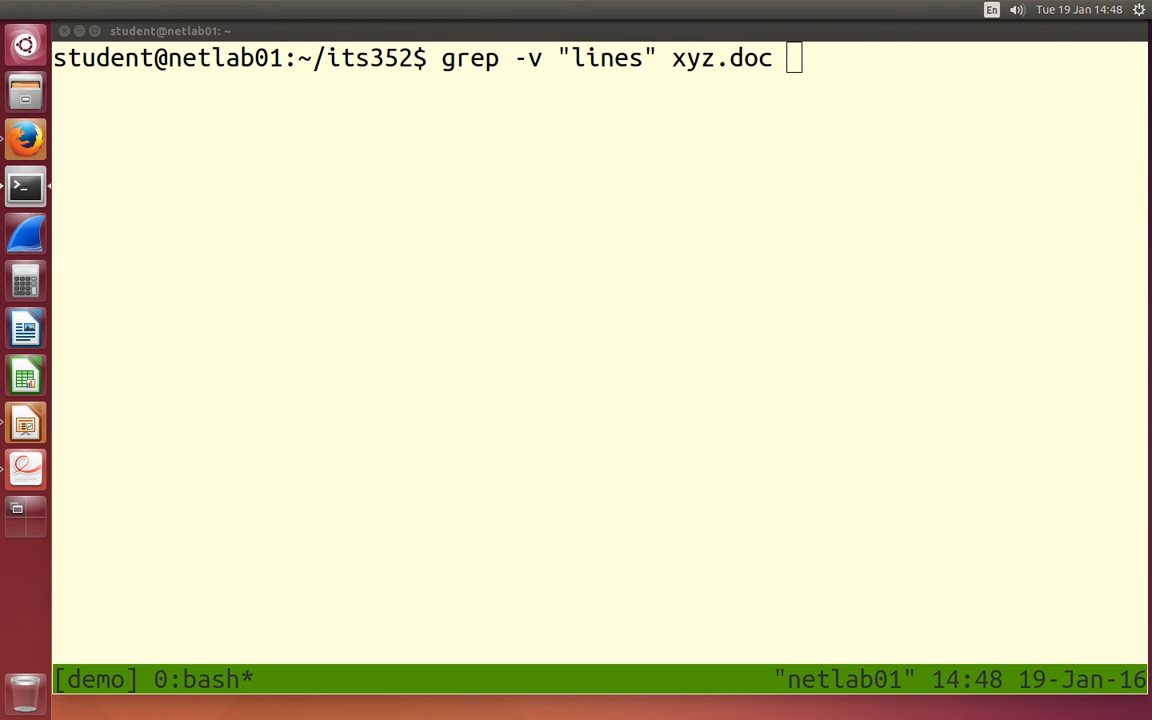 En Tue 19 Jan 14:48
student@netlab01: ~
student@netlab01:~/its352$ grep -v "lines" xyz.doc
[demo] 0:bash* "netlab01" 14:48 19-Jan-16